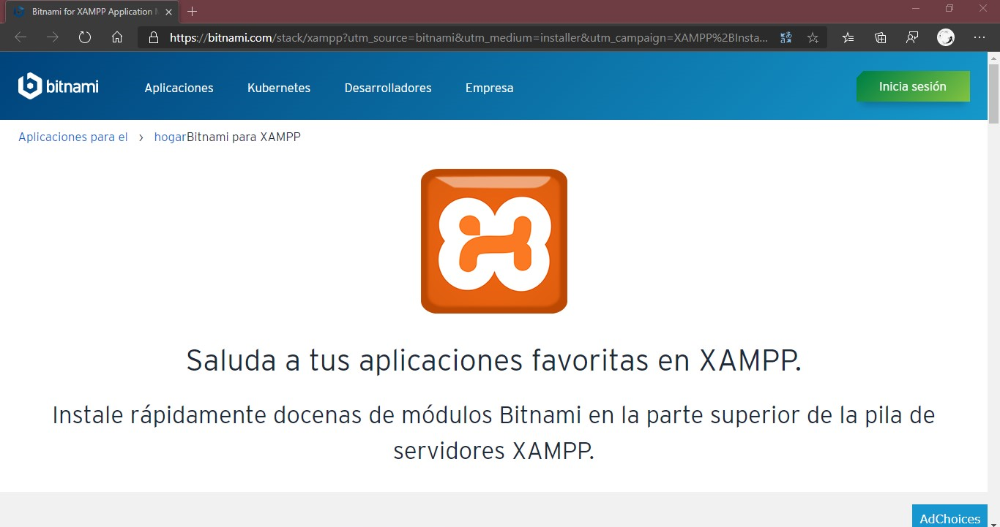 Bitnami for XAMPP Application
https://bitnami.com/stack/xampp?utm_source=bitnami&utm_medium=installer&utm_campaign=XAMPP%2BInsta...
bitnami
Aplicaciones
Kubernetes
Desarrolladores
Empresa
Inicia sesión
Aplicaciones para el › hogarBitnami para XAMPP
Saluda a tus aplicaciones favoritas en XAMPP.
Instale rápidamente docenas de módulos Bitnami en la parte superior de la pila de
servidores XAMPP.
AdChoices